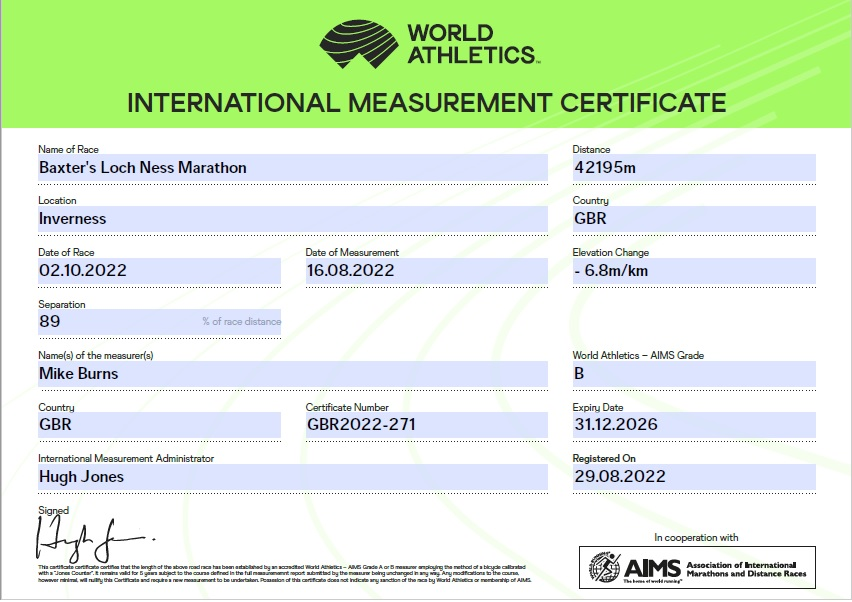 WORLD
ATHLETICS™
INTERNATIONAL MEASUREMENT CERTIFICATE
Name of Race
Distance
Baxter's Loch Ness Marathon
42195m
Location
Country
Inverness
GBR
Date of Race
Date of Measurement
Elevation Change
02.10.2022
16.08.2022
- 6.8m/km
Separation
89
% of race distance
Name(s) of the measurer(s)
World Athletics – AIMS Grade
Mike Burns
B
Country
Certificate Number
Expiry Date
GBR
GBR2022-271
31.12.2026
International Measurement Administrator
Registered On
Hugh Jones
29.08.2022
Signed
In cooperation with
This certificate certifies that the length of the above road race has been established by an accredited World Athletics – AIMS Grade A or B measurer employing the method of a bicycle calibrated
with a "Jones Counter". It remains valid for 5 years subject to the course defined in the full measurement report submitted by the measurer being unchanged in any way. Any modifications to the course,
however minimal, will nullify this Certificate and require a new measurement to be undertaken. Possession of this certificate does not indicate any sanction of the race by World Athletics or membership of AIMS.
AIMS
The home of world running
Association of International
Marathons and Distance Races